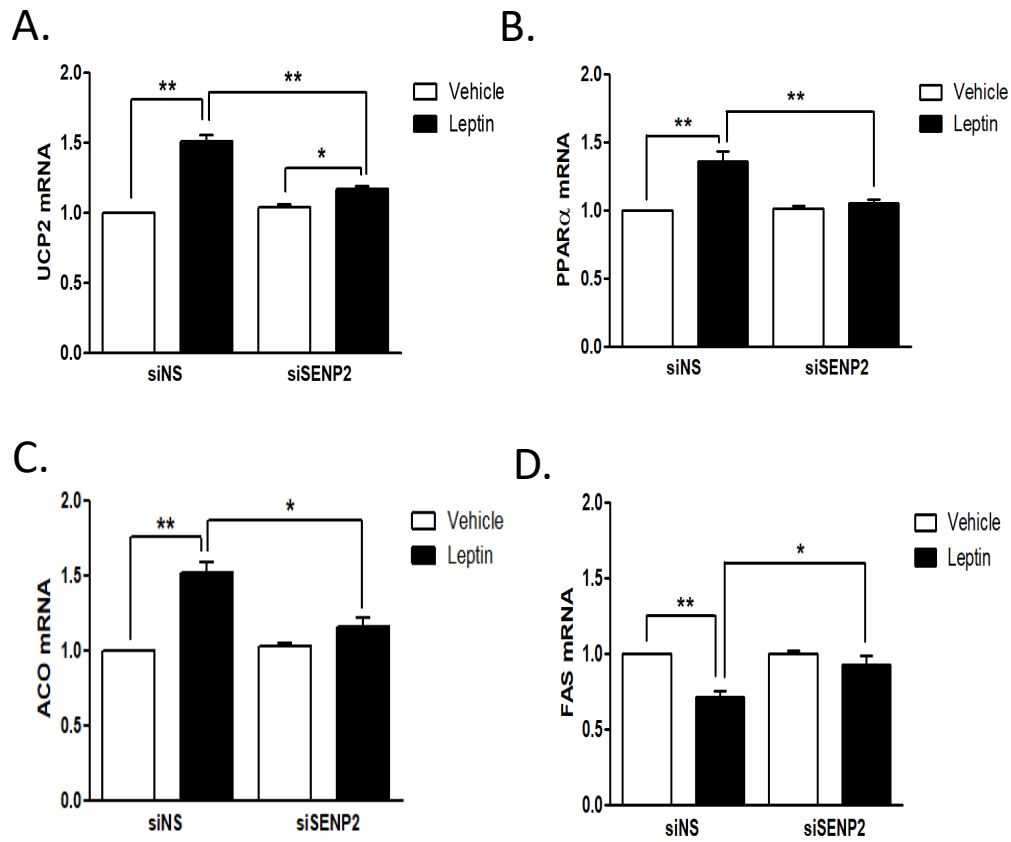 A.
UCP2 mRNA
2.0
1.5
1.0
0.5
0.0
**
**
*
Vehicle
Leptin
siNS
siSENP2
B.
PPARα mRNA
2.0
1.5
1.0
0.5
0.0
**
**
Vehicle
Leptin
siNS
siSENP2
C.
ACO mRNA
2.0
1.5
1.0
0.5
0.0
**
*
Vehicle
Leptin
siNS
siSENP2
D.
FAS mRNA
2.0
1.5
1.0
0.5
0.0
**
*
Vehicle
Leptin
siNS
siSENP2